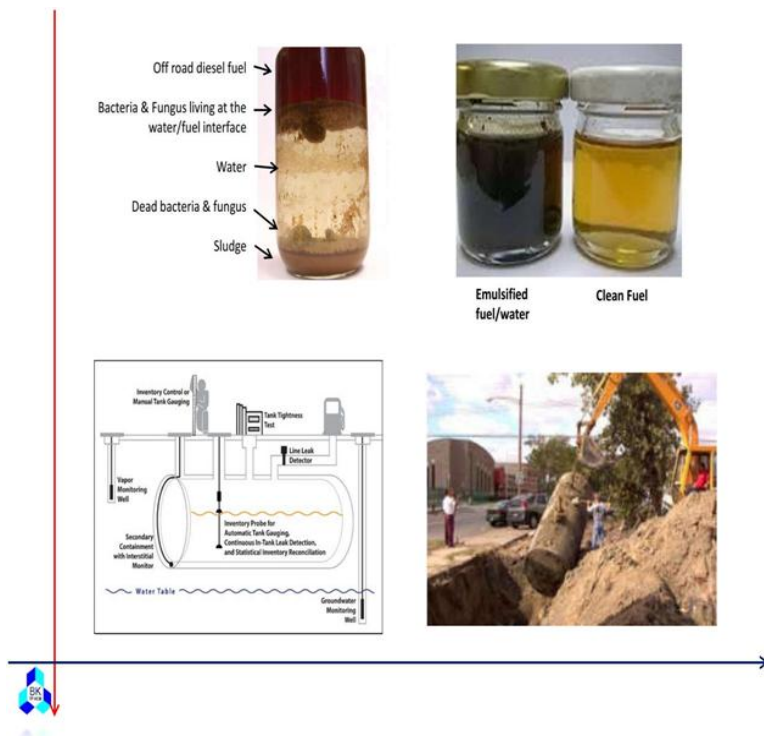 Off road diesel fuel
Bacteria & Fungus living at the
water/fuel interface
Water
Dead bacteria & fungus
Sludge
Emulsified
fuel/water
Clean Fuel
Inventory Control or
Manual Tank Gauging
Tank Tightness
Test
Line Leak
Detector
Vapor
Monitoring
Well
Secondary
Containment
with Interstitial
Monitor
Inventory Probe for
Automatic Tank Gauging,
Continuous In-Tank Leak Detection,
and Statistical Inventory Reconciliation
Water Table
Groundwater
Monitoring
Well
BK